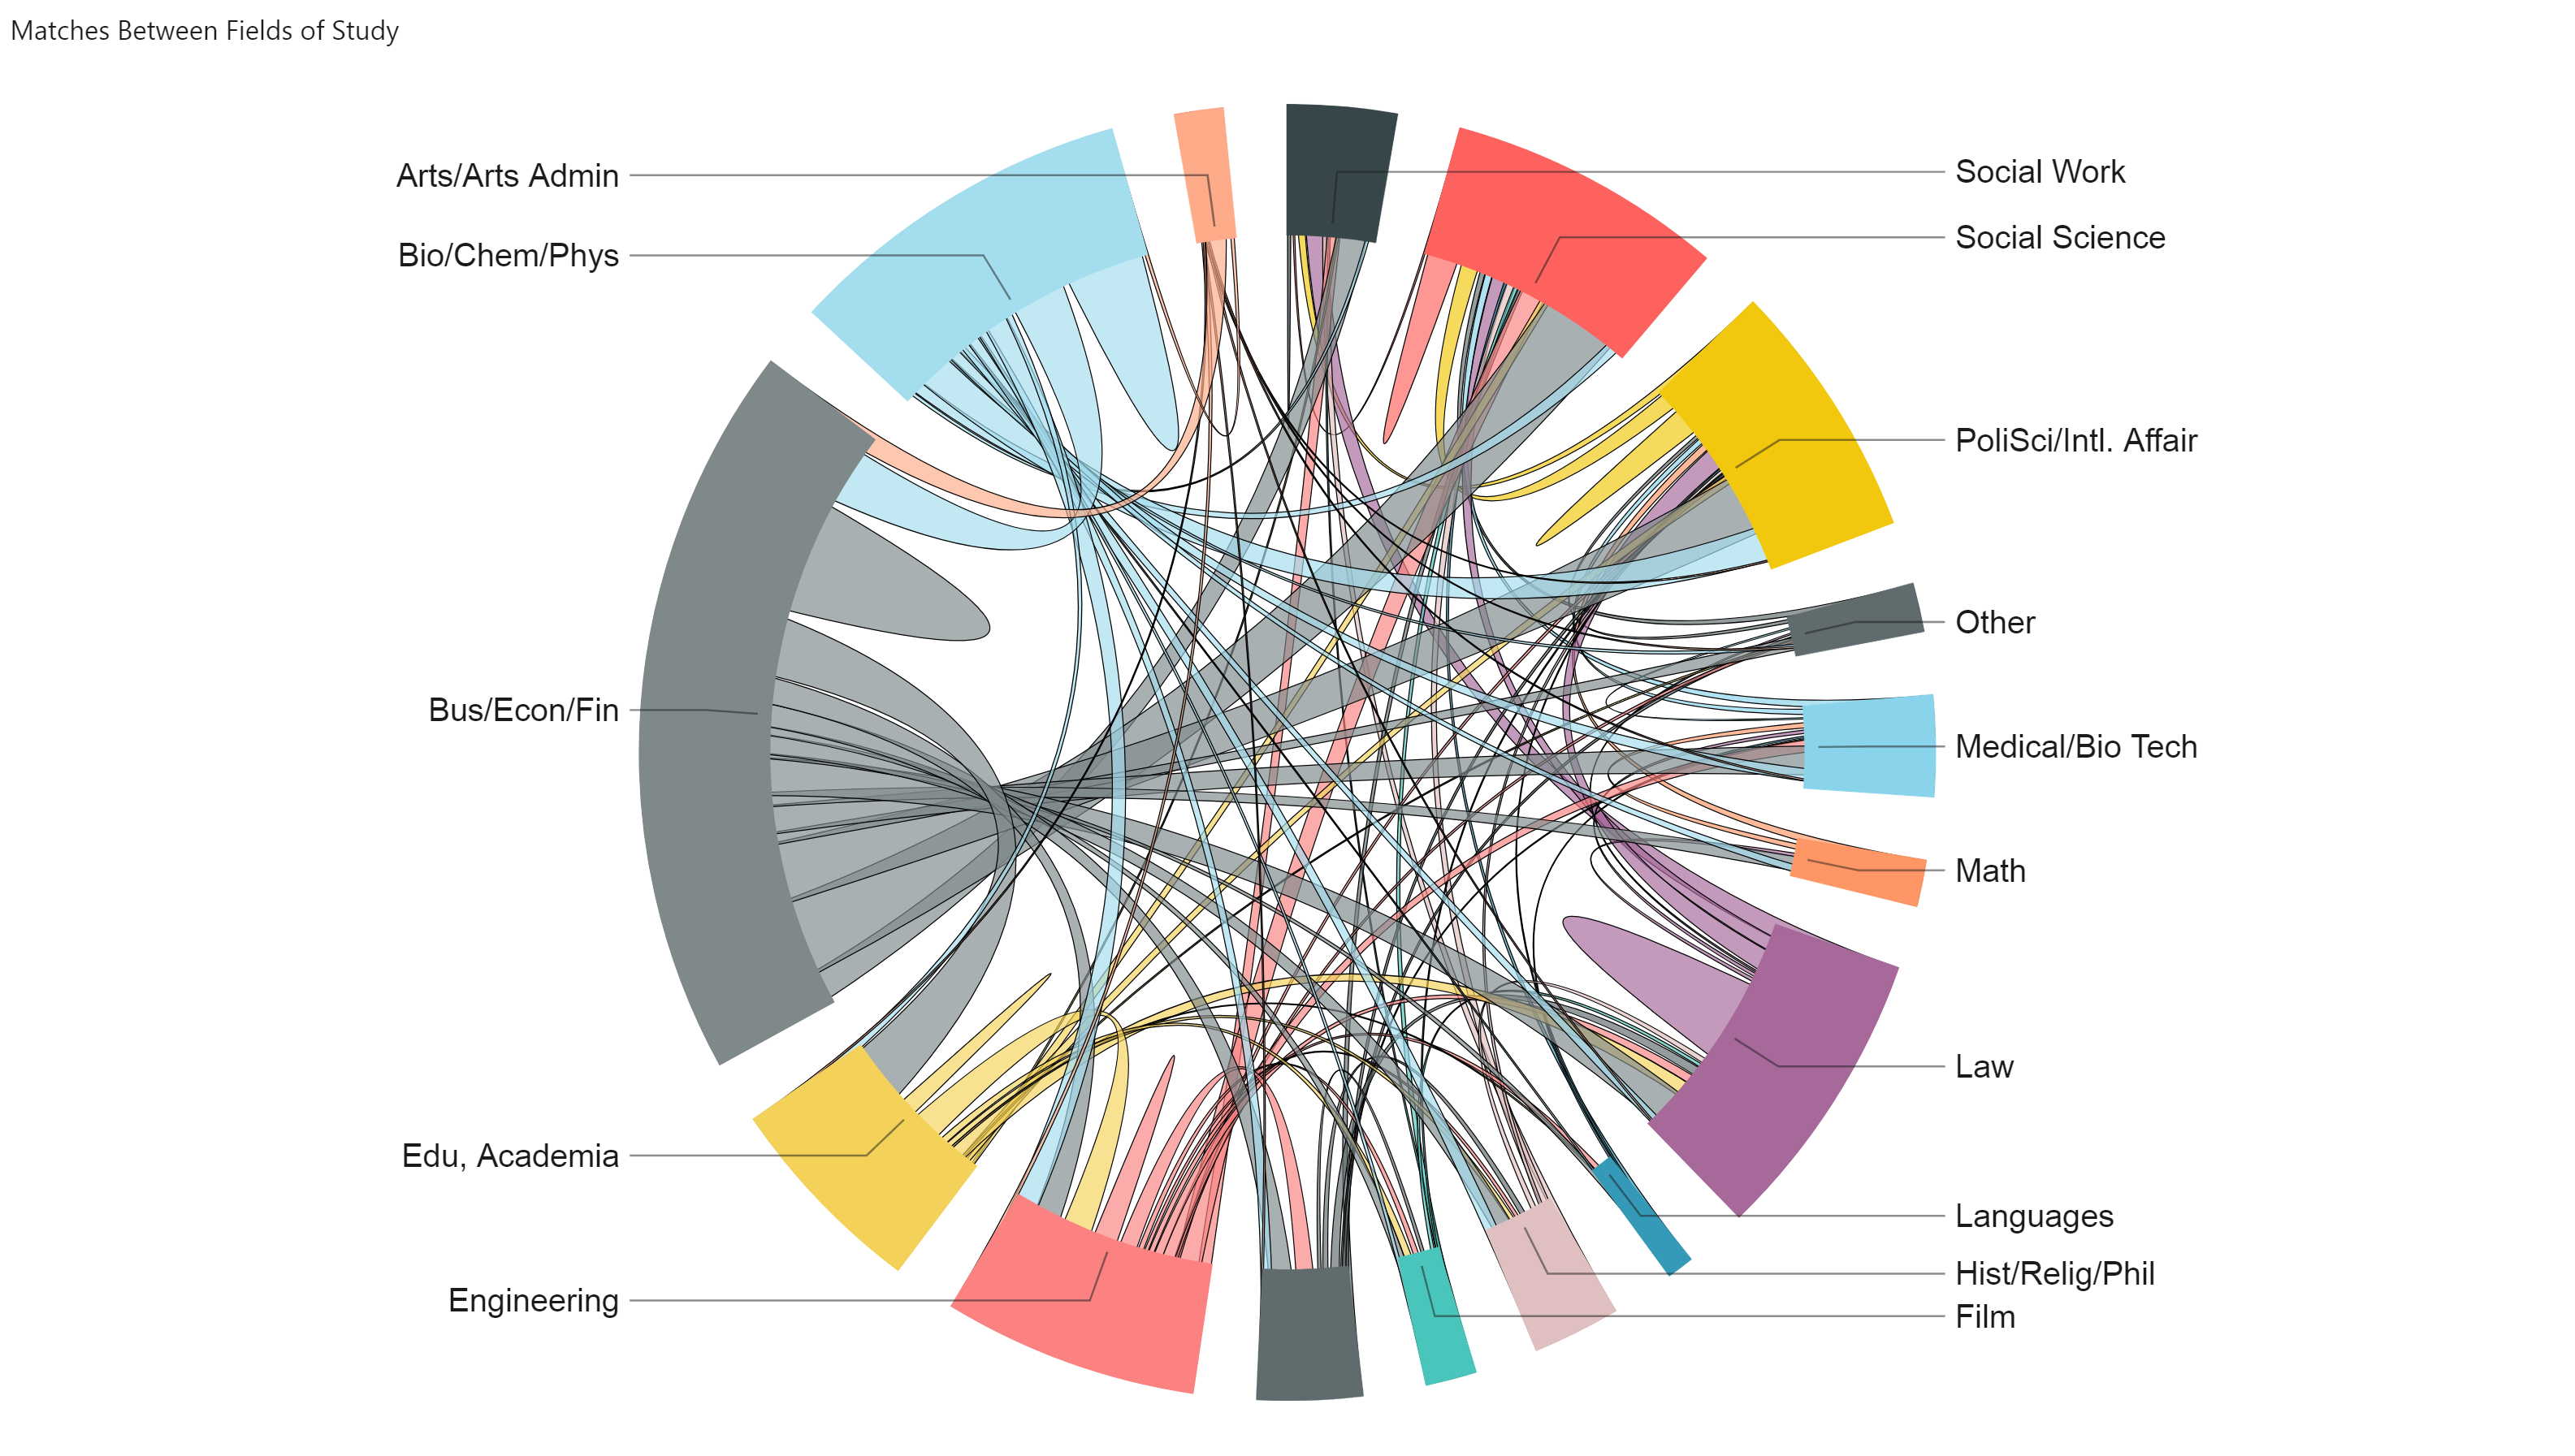 Matches Between Fields of Study
Arts/Arts Admin
Bio/Chem/Phys
Bus/Econ/Fin
Edu, Academia
Engineering
Social Work
Social Science
PoliSci/Intl. Affair
Other
Medical/Bio Tech
Math
Law
Languages
Hist/Relig/Phil
Film